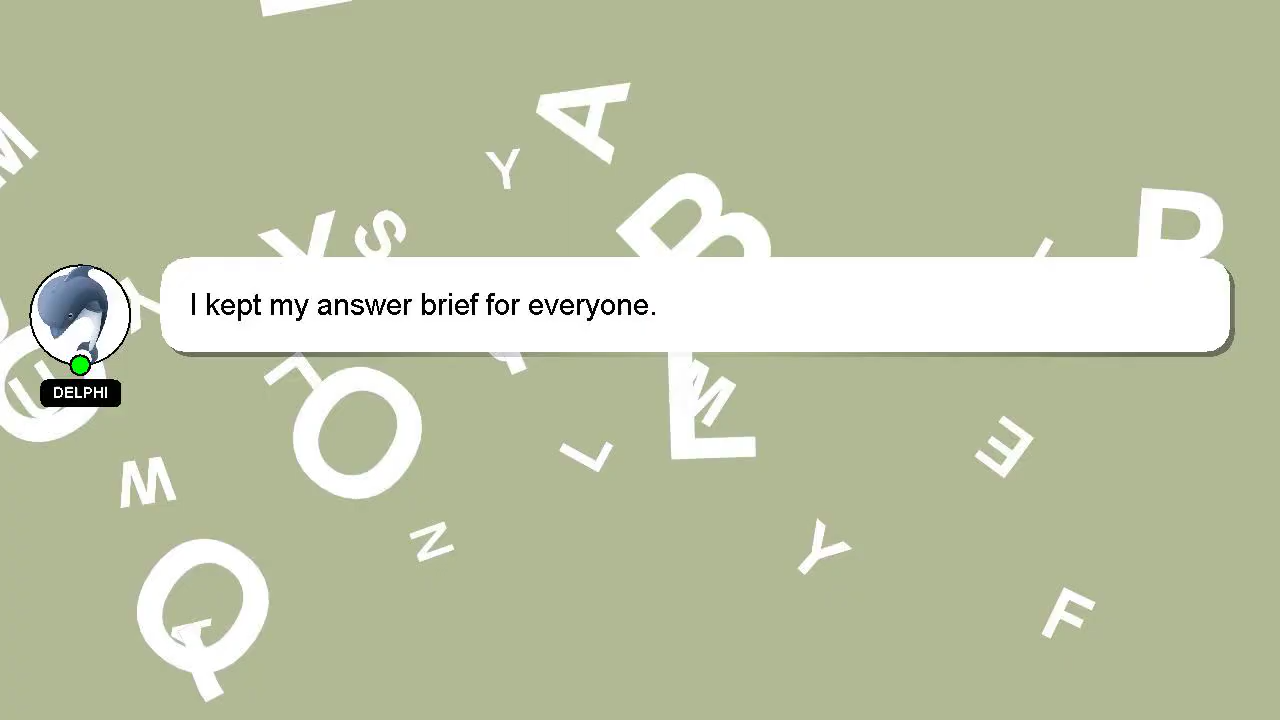 I kept my answer brief for everyone.
DELPHI
A
Y
B
S
M
L
O
L
M
L
E
W
Z
Y
Q
T
F
U